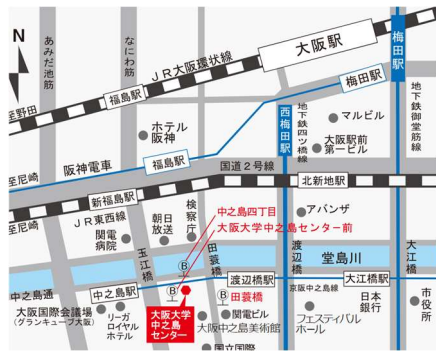 N
あみだ池筋
なにわ筋
JR大阪環状線
大阪駅
梅田駅
至野田
福島駅
梅田駅
ホテル
阪神
西梅田駅
地下鉄四ツ橋線
マルビル
大阪駅前
第一ビル
地下鉄御堂筋線
阪神電車
福島駅
国道2号線
至尼崎
新福島駅
北新地駅
至尼崎
JR東西線
朝日
放送
検察庁
中之島四丁目
大阪大学中之島センター前
アバンザ
関電
病院
玉江橋
田蓑橋
渡辺橋
堂島川
大江橋
B
中之島通
中之島駅
渡辺橋駅
大江橋駅
B
B
田蓑橋
京阪中之島線
日本
銀行
市役所
大阪国際会議場
(グランキューブ大阪)
リーガ
ロイヤル
ホテル
大阪大学
中之島
センター
関電ビル
大阪中之島美術館
フェスティバル
ホール
国立国際